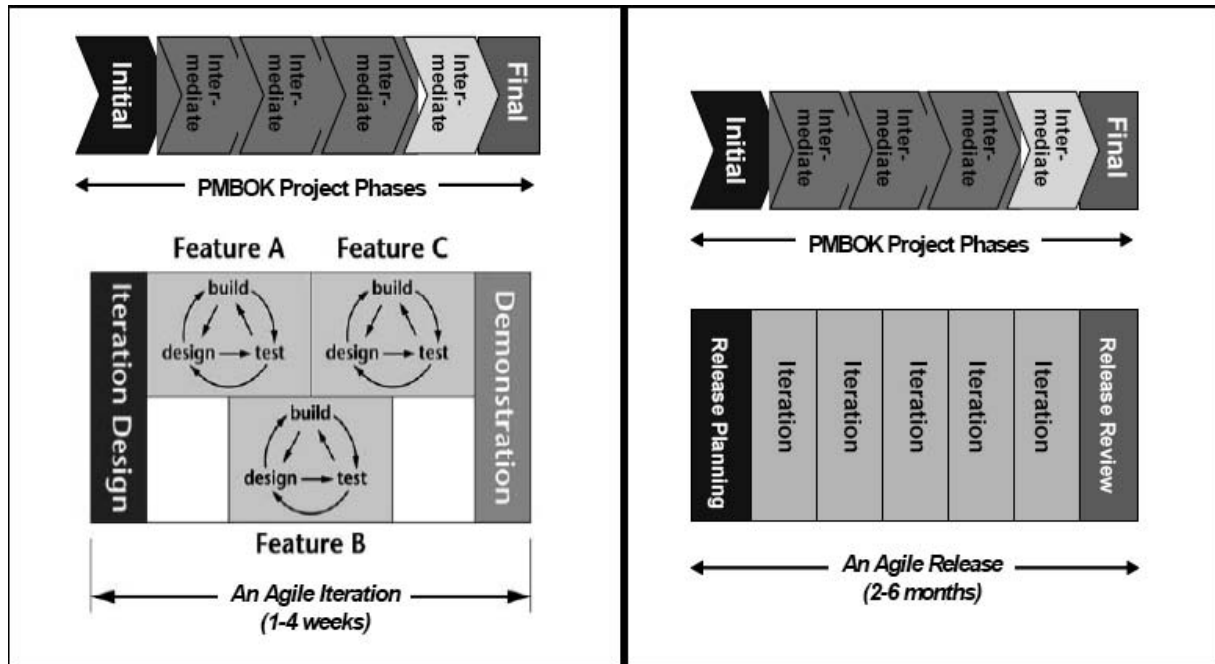 Initial
Inter-
mediate
Inter-
mediate
Inter-
mediate
Inter-
mediate
Final
PMBOK Project Phases
Feature A
Feature C
Iteration Design
build
design
test
build
design
test
build
design
test
Demonstration
Feature B
An Agile Iteration
(1-4 weeks)
Initial
Inter-
mediate
Inter-
mediate
Inter-
mediate
Inter-
mediate
Final
PMBOK Project Phases
Release Planning
Iteration
Iteration
Iteration
Iteration
Iteration
Release Review
An Agile Release
(2-6 months)